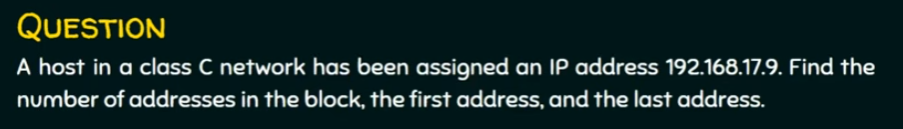 QUESTION
A host in a class C network has been assigned an IP address 192.168.17.9. Find the
number of addresses in the block, the first address, and the last address.